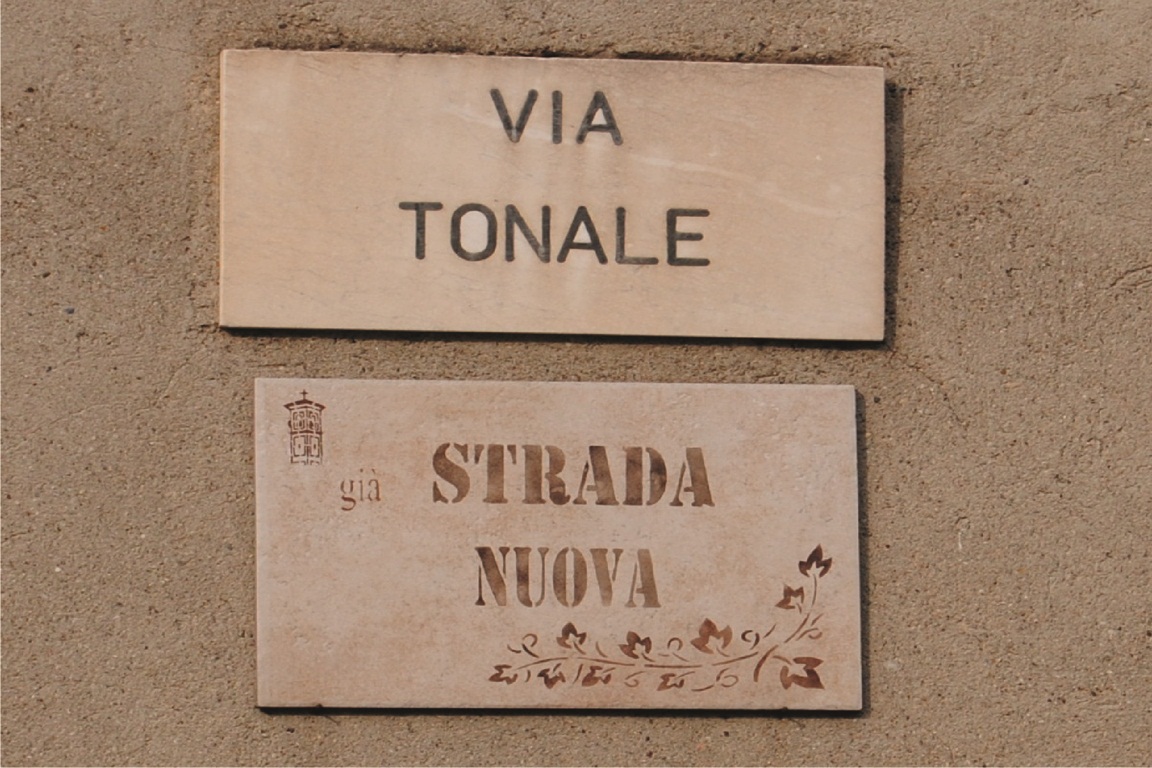 VIA
TONALE
già STRADA
NUOVA